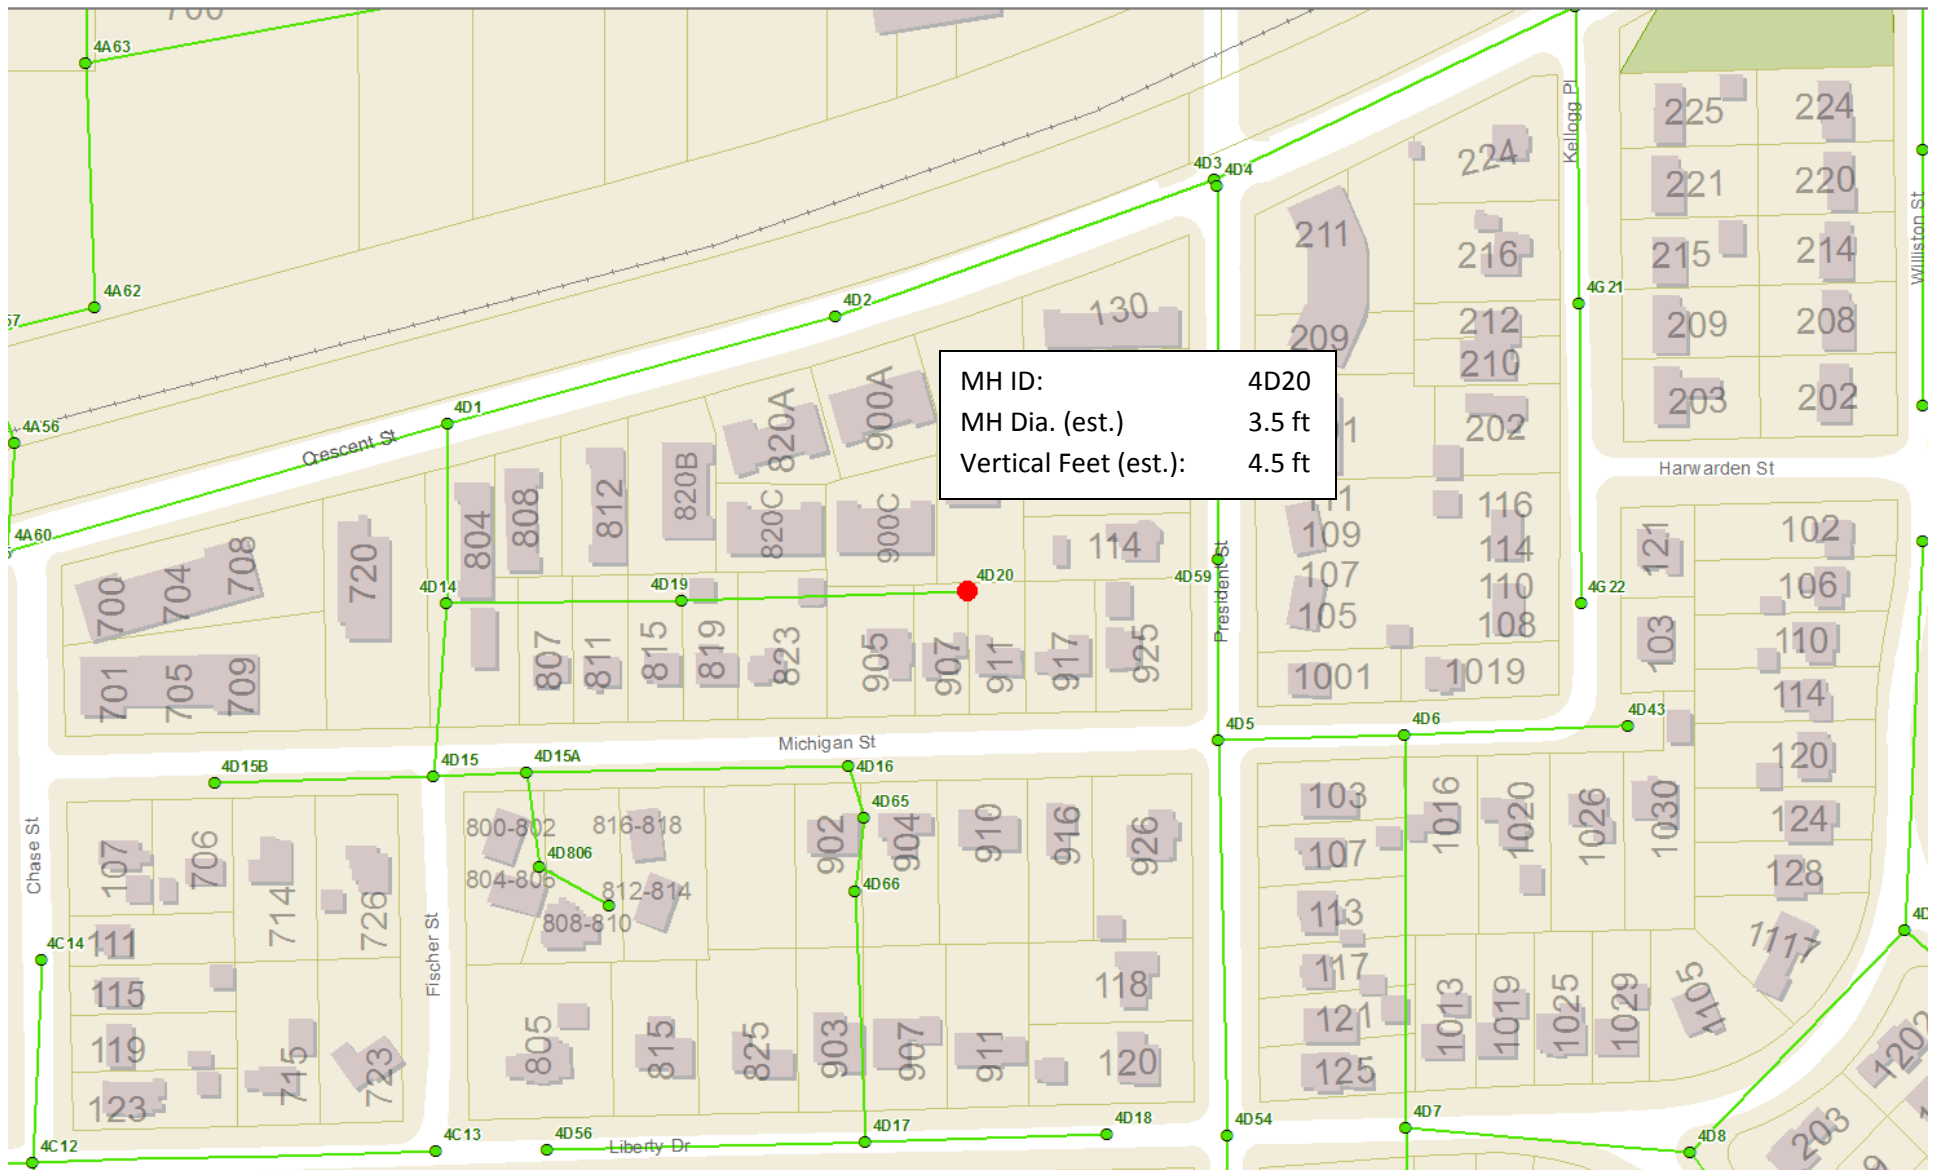 700
4A63
4D3
4D4
Kellogg Pl
225
224
224
221
220
Williston St
211
216
215
214
4A62
4G21
57
4D2
130
209
212
210
209
208
MH ID: 4D20
MH Dia. (est.) 3.5 ft
Vertical Feet (est.): 4.5 ft
203
202
202
4D1
4A56
Crescent St
820A
900A
Harwarden St
804
808
812
820B
820C
900C
4A60
114
President St
109
116
114
121
102
700
704
708
720
4D14
4D19
4D20
4D59
107
105
110
108
4G22
106
103
110
701
705
709
807
811
815
819
823
905
907
911
917
925
1001
1019
114
4D5
4D6
4D43
Michigan St
4D15B
4D15
4D15A
4D16
120
4D65
103
1016
1020
1026
1030
124
800-802
816-818
902
904
910
916
926
Chase St
107
706
714
726
4D806
804-806
812-814
808-810
4D66
107
128
113
1117
4C14
111
Fischer St
117
115
118
121
1013
1019
1025
1029
1105
119
715
723
805
815
825
903
907
911
120
125
1202
123
4C12
4C13
4D56
Liberty Dr
4D17
4D18
4D54
4D7
4D8
203